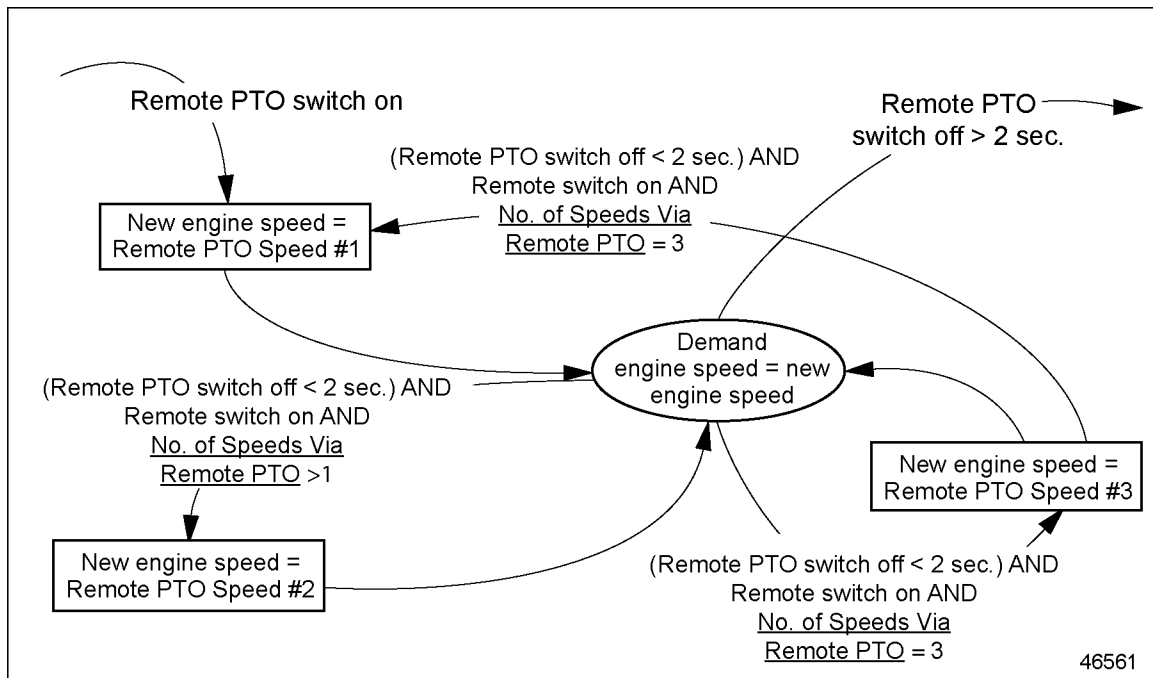 Remote PTO switch on
Remote PTO
switch off > 2 sec.
(Remote PTO switch off < 2 sec.) AND
Remote switch on AND
No. of Speeds Via
Remote PTO = 3
New engine speed =
Remote PTO Speed #1
Demand
engine speed = new
engine speed
(Remote PTO switch off < 2 sec.) AND
Remote switch on AND
No. of Speeds Via
Remote PTO >1
New engine speed =
Remote PTO Speed #3
New engine speed =
Remote PTO Speed #2
(Remote PTO switch off < 2 sec.) AND
Remote switch on AND
No. of Speeds Via
Remote PTO = 3
46561